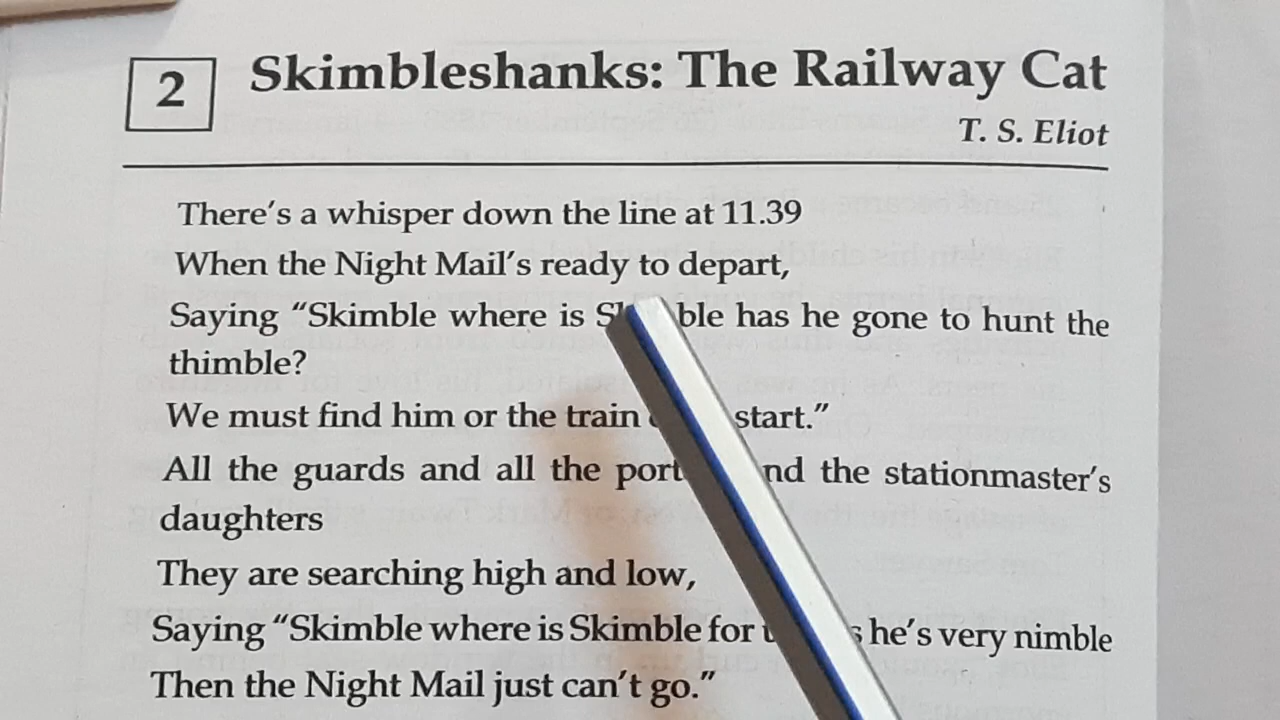 2
Skimbleshanks: The Railway Cat
T. S. Eliot
There's a whisper down the line at 11.39
When the Night Mail's ready to depart,
Saying "Skimble where is has he gone to hunt the
thimble?
We must find him or the train start."
All the guards and all the the stationmaster's
daughters
They are searching high and low,
Saying "Skimble where is Skimble for he's very nimble
Then the Night Mail just can't go."